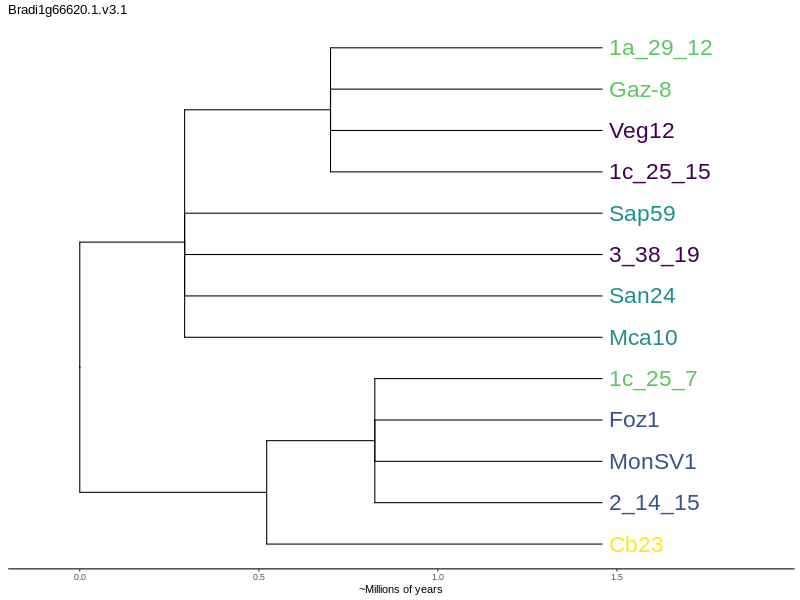 Bradi1g66620.1.v3.1
1a_29_12
Gaz-8
Veg12
1c_25_15
Sap59
3_38_19
San24
Mca10
1c_25_7
Foz1
MonSV1
2_14_15
Cb23
0.0 0.5 1.0 1.5
~Millions of years